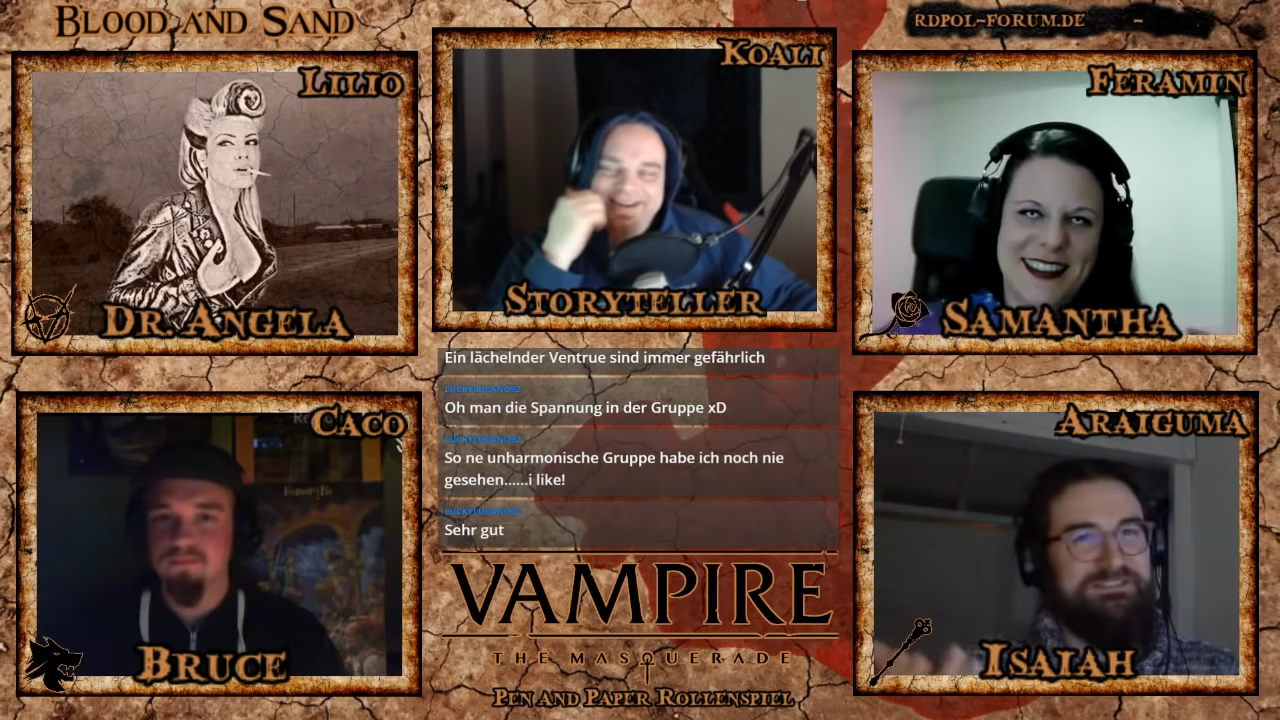 BLOOD AND SAND
RDPOL-FORUM.DE -
LILIO
KOALI
FERAMIN
DR. ANGELA
STORYTELLER
SAMANTHA
Ein lächelnder Ventrue sind immer gefährlich
Oh man die Spannung in der Gruppe xD
So ne unharmonische Gruppe habe ich noch nie
gesehen......i like!
Sehr gut
CACO
ARAIGUMA
BRUCE
ISAIAH
VAMPIRE
THE MASQUERADE
PEN AND PAPER ROLLENSPIEL